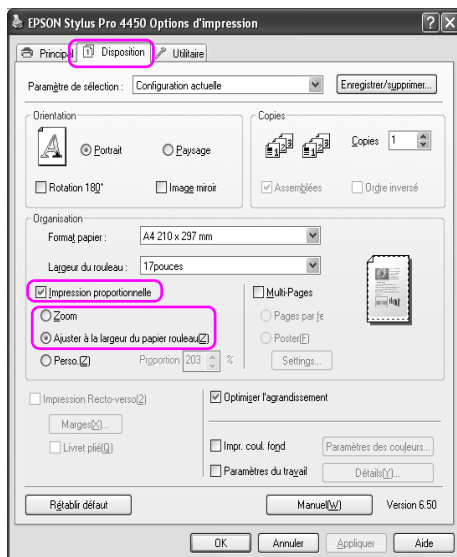 EPSON Stylus Pro 4450 Options d'impression
Principal Disposition Utilitaire
Paramètre de sélection : Configuration actuelle Enregistrer/supprimer...
Orientation Copies
Portrait Paysage Copies 1
Rotation 180° Image miroir Assemblées Ordre inversé
Organisation
Format papier : A4 210 x 297 mm
Largeur du rouleau : 17pouces
Impression proportionnelle Multi-Pages
Zoom Pages par fe
Ajuster à la largeur du papier rouleau(Z) Poster(F)
Perso.(Z) Proportion 203 % Settings...
Impression Recto-verso(2) Optimiser l'agrandissement
Marges(X)...
Livret plié(Q) Impr. coul. fond Paramètres des couleurs...
Paramètres du travail Détails(Y)...
Rétablir défaut Manuel(W) Version 6.50
OK Annuler Appliquer Aide